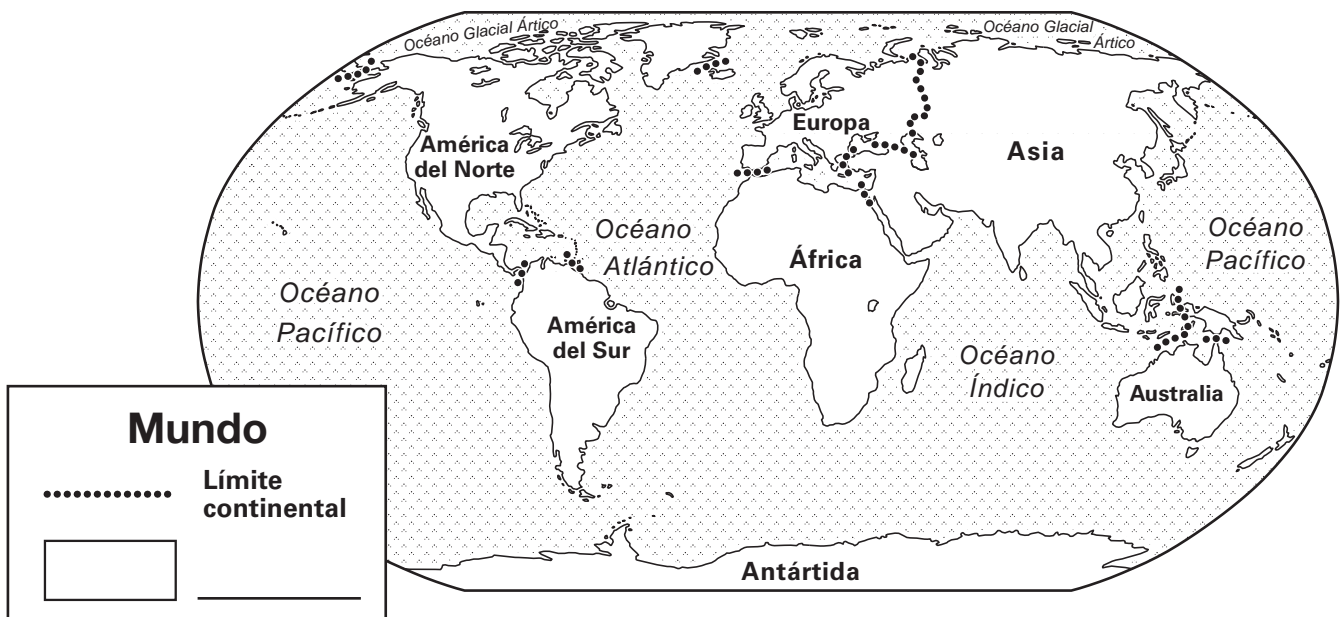 Océano Glacial Ártico
Océano Glacial
Ártico
América
del Norte
Europa
Asia
Océano
Atlántico
África
Océano
Pacífico
Océano
Pacífico
América
del Sur
Océano
Índico
Australia
Antártida
Mundo
Límite
continental